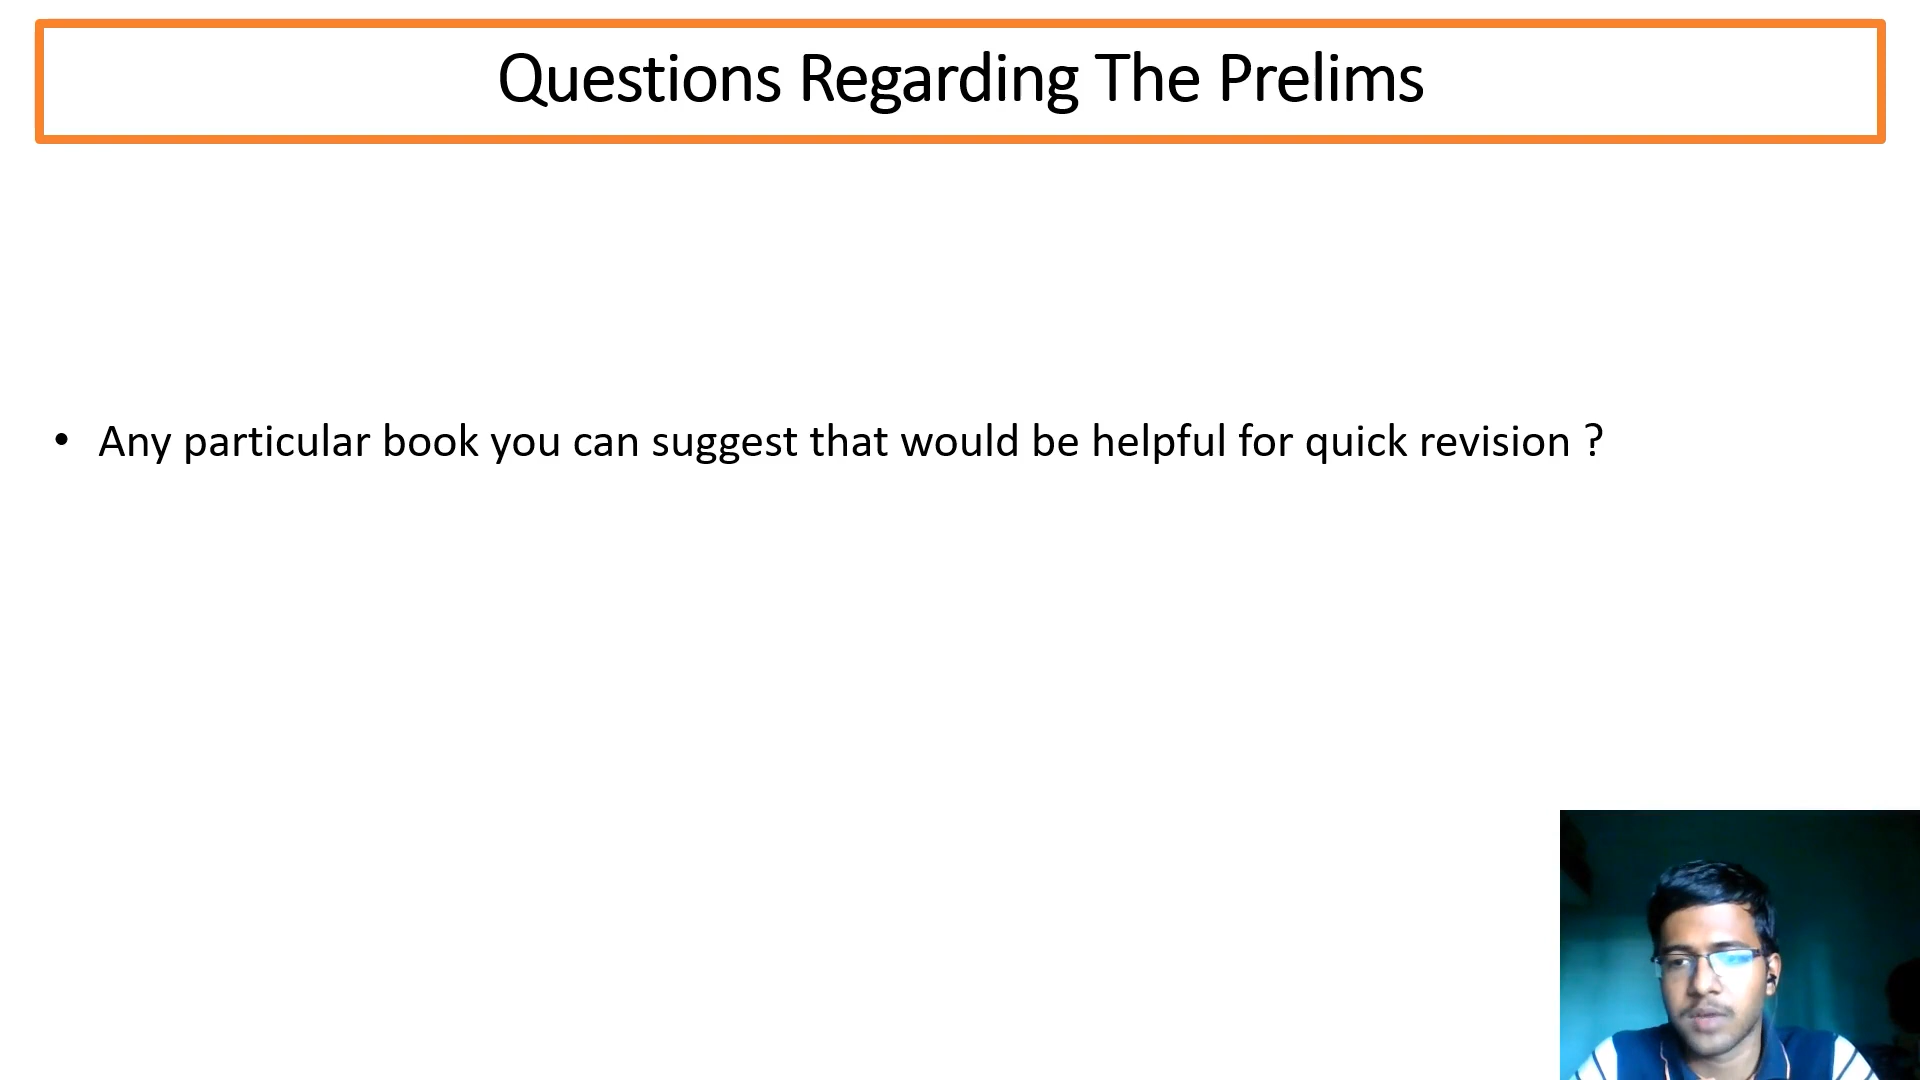 Questions Regarding The Prelims
• Any particular book you can suggest that would be helpful for quick revision ?